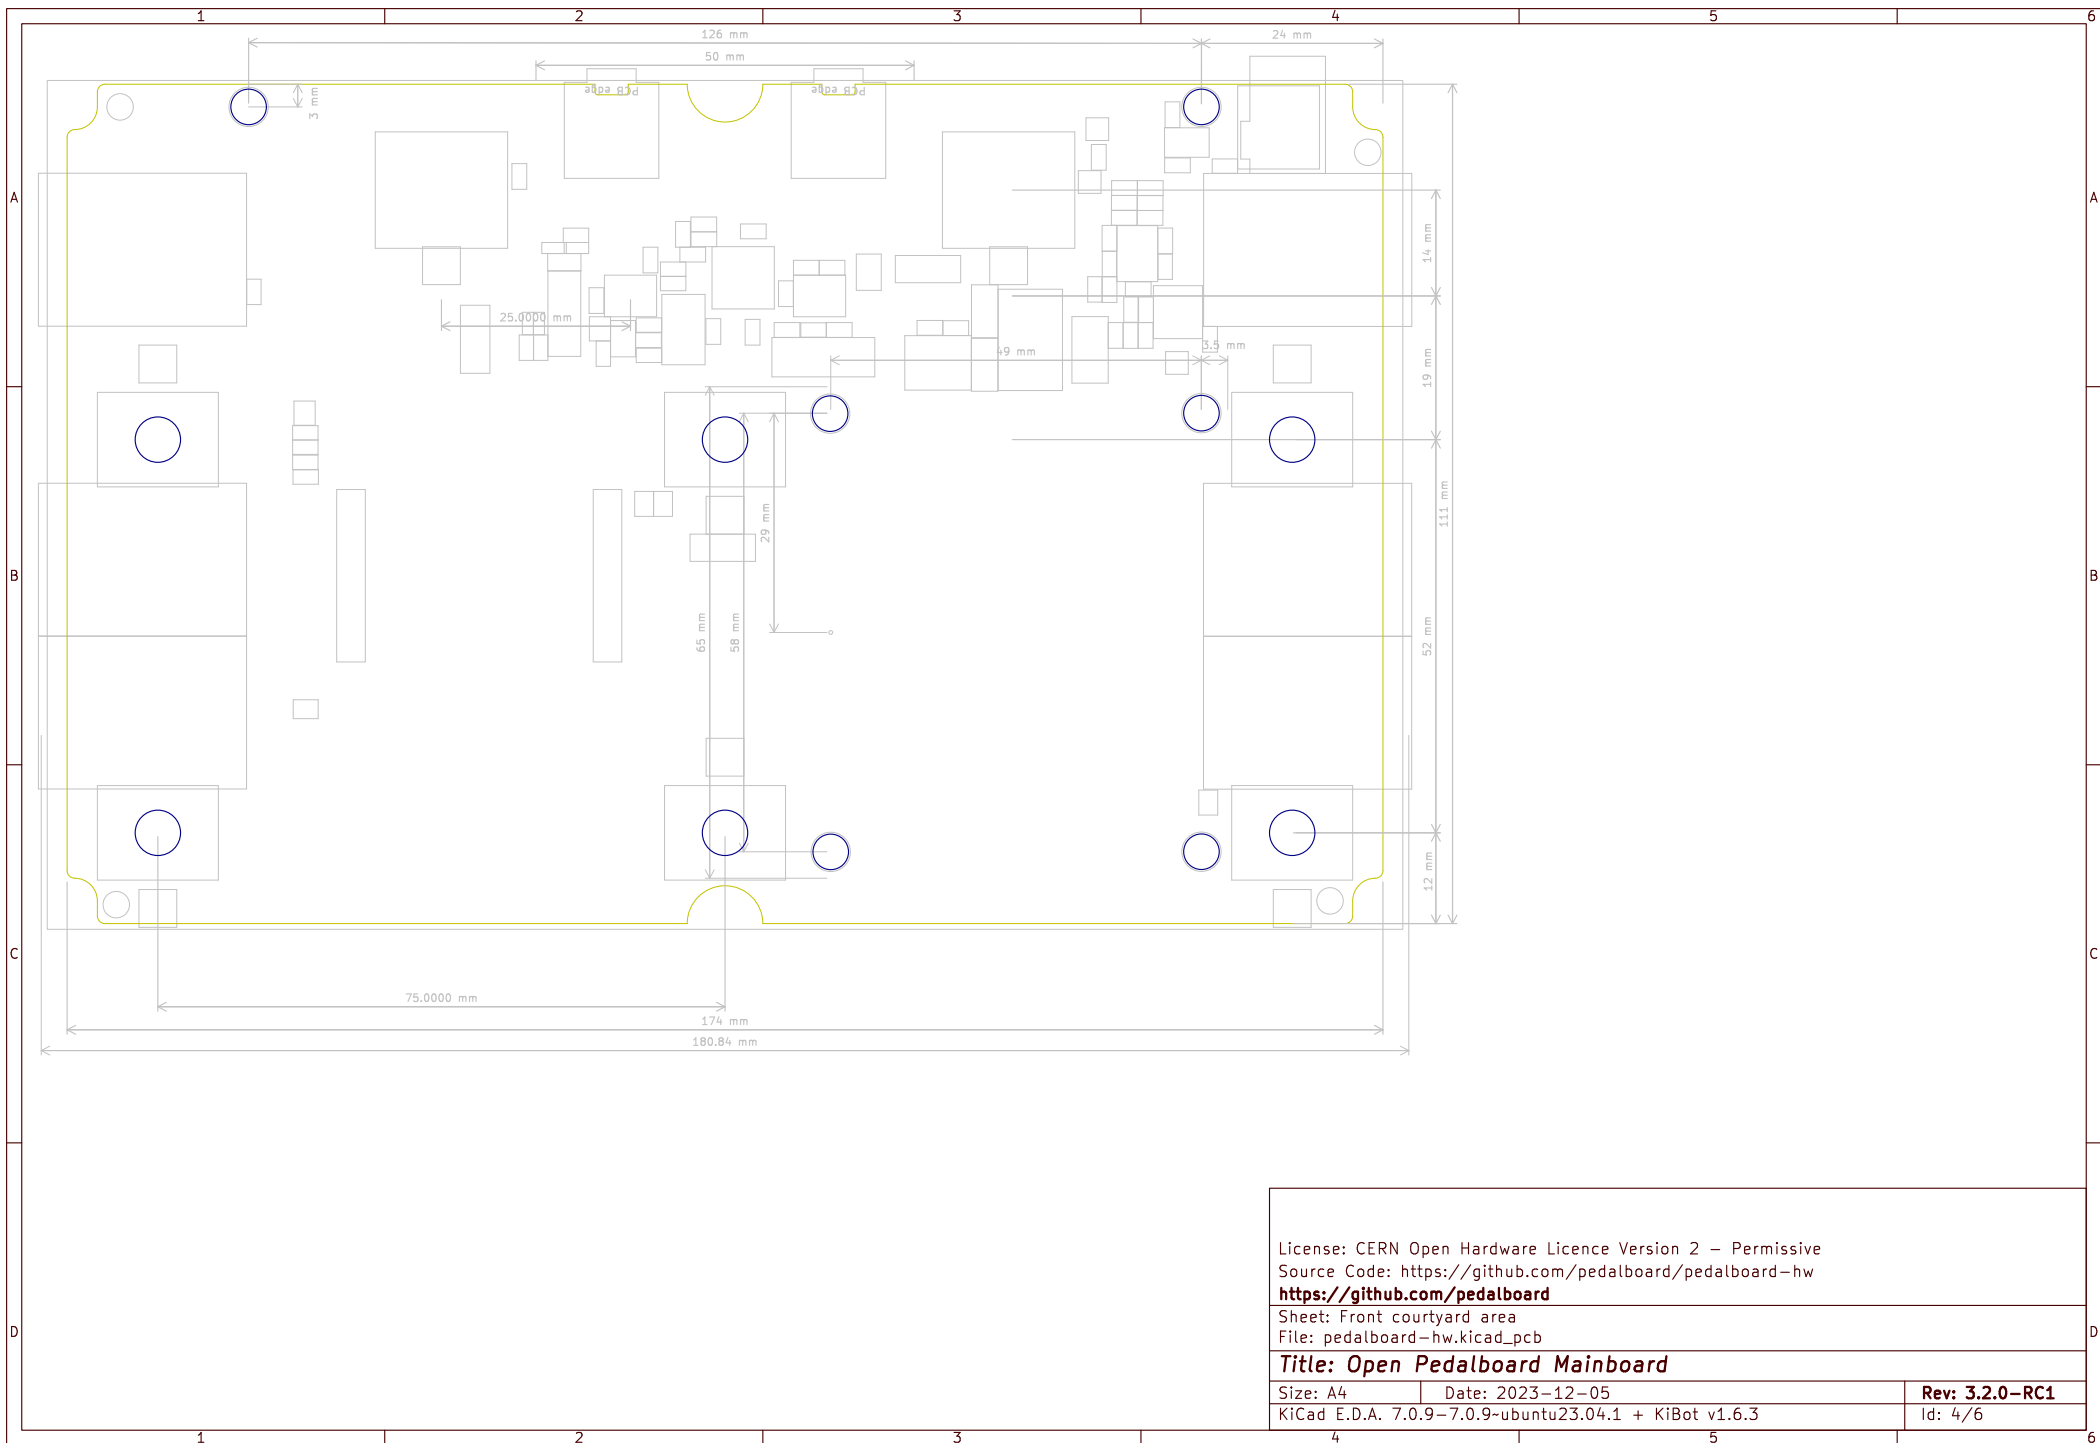 1 2 3 4 5 6
126 mm
24 mm
50 mm
3 mm
PCB edge
PCB edge
A
A
14 mm
25.0000 mm
49 mm
3.5 mm
19 mm
111 mm
29 mm
B
B
65 mm
58 mm
52 mm
12 mm
C
C
75.0000 mm
174 mm
180.84 mm
License: CERN Open Hardware Licence Version 2 – Permissive
Source Code: https://github.com/pedalboard/pedalboard-hw
https://github.com/pedalboard
Sheet: Front courtyard area
D
D
File: pedalboard-hw.kicad_pcb
Title: Open Pedalboard Mainboard
Size: A4
Date: 2023-12-05
Rev: 3.2.0-RC1
KiCad E.D.A. 7.0.9-7.0.9~ubuntu23.04.1 + KiBot v1.6.3
Id: 4/6
1 2 3 4 5 6